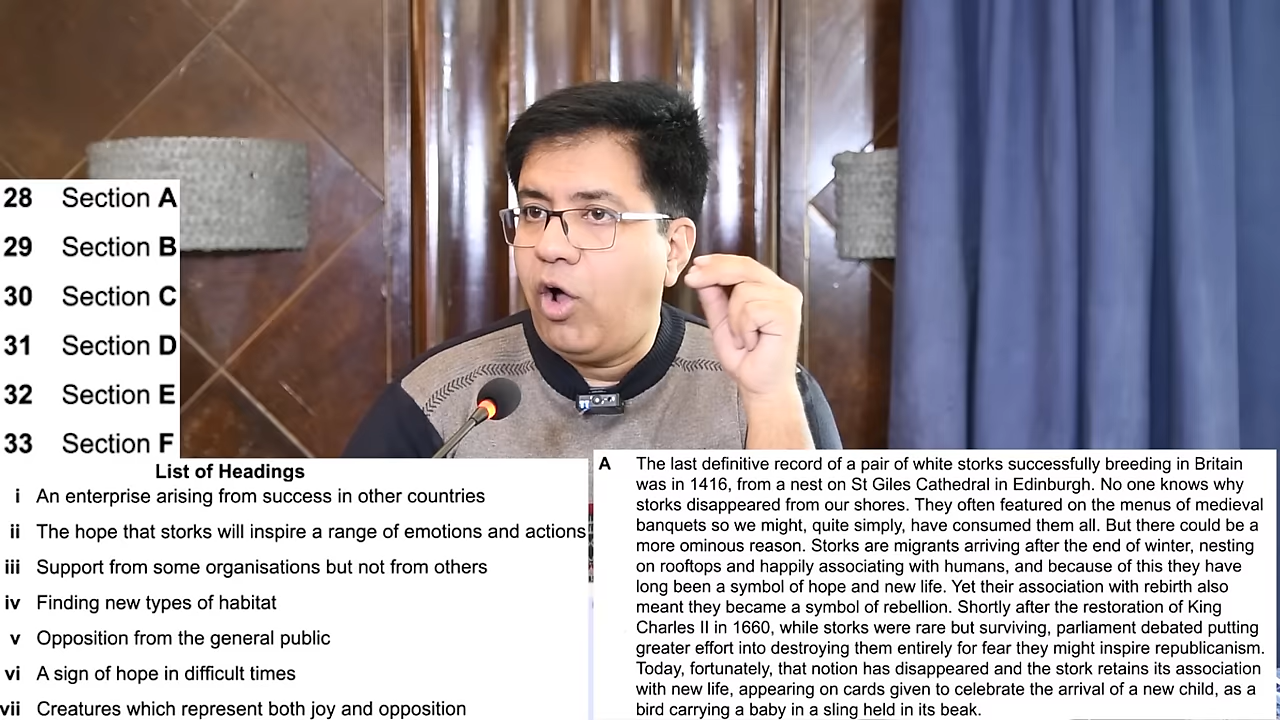 28 Section A
29 Section B
30 Section C
31 Section D
32 Section E
33 Section F
List of Headings
i An enterprise arising from success in other countries
ii The hope that storks will inspire a range of emotions and actions
iii Support from some organisations but not from others
iv Finding new types of habitat
v Opposition from the general public
vi A sign of hope in difficult times
vii Creatures which represent both joy and opposition
A The last definitive record of a pair of white storks successfully breeding in Britain
was in 1416, from a nest on St Giles Cathedral in Edinburgh. No one knows why
storks disappeared from our shores. They often featured on the menus of medieval
banquets so we might, quite simply, have consumed them all. But there could be a
more ominous reason. Storks are migrants arriving after the end of winter, nesting
on rooftops and happily associating with humans, and because of this they have
long been a symbol of hope and new life. Yet their association with rebirth also
meant they became a symbol of rebellion. Shortly after the restoration of King
Charles II in 1660, while storks were rare but surviving, parliament debated putting
greater effort into destroying them entirely for fear they might inspire republicanism.
Today, fortunately, that notion has disappeared and the stork retains its association
with new life, appearing on cards given to celebrate the arrival of a new child, as a
bird carrying a baby in a sling held in its beak.